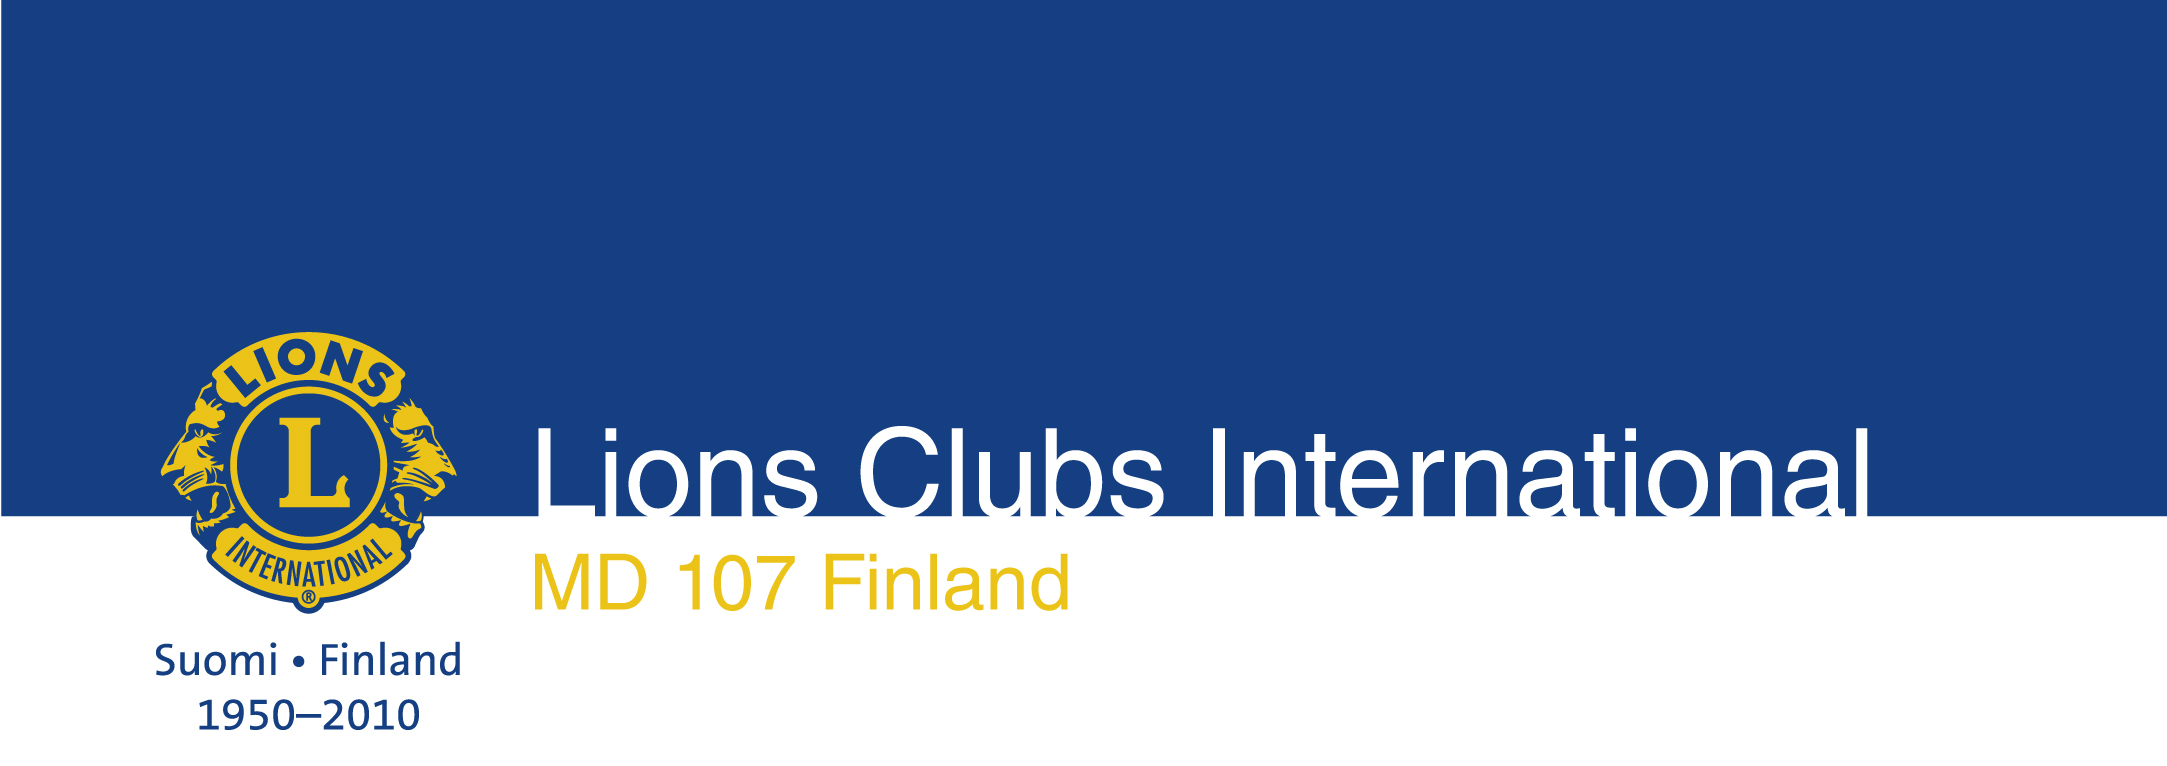 LIONS
L
INTERNATIONAL
®
Lions Clubs International
MD 107 Finland
Suomi • Finland
1950–2010